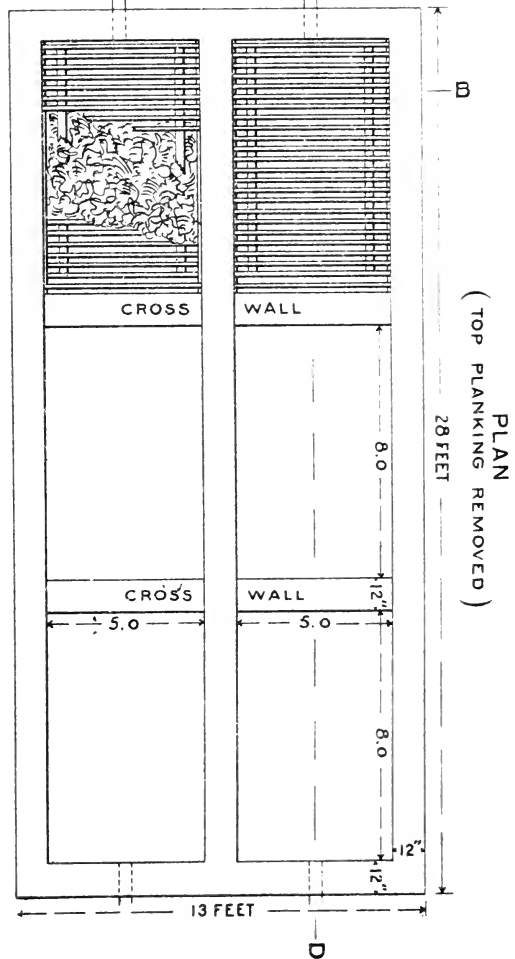 B
CROSS WALL
PLAN
( TOP PLANKING REMOVED )
28 FEET
8.0
CROSS WALL
12"
5.0 5.0
8.0
12"
12"
13 FEET
D